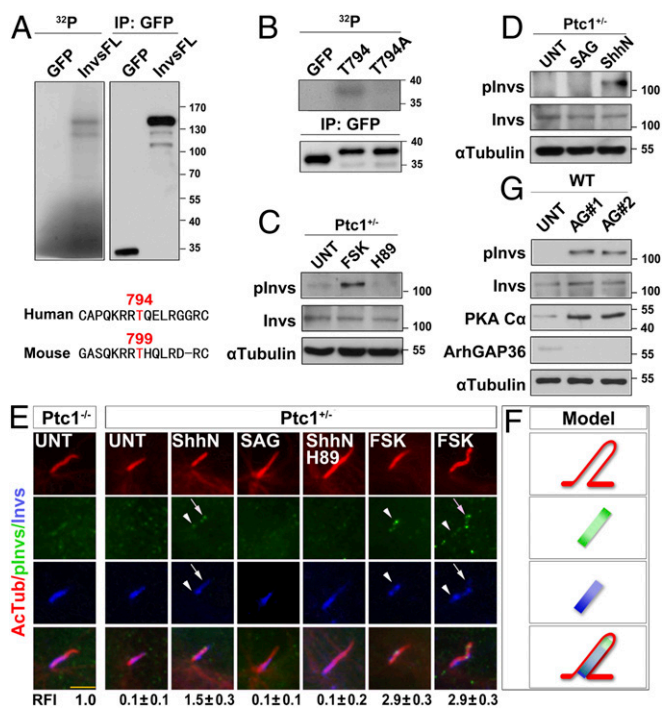 A
32P
IP: GFP
GFP
InvsFL
GFP
InvsFL
170
130
100
70
55
40
35
794
Human CAPQKRRTQELRGGRC
799
Mouse GASQKRRTHQLRD-RC
B
32P
GFP
T794
T794A
40
35
IP: GFP
40
35
C
Ptc1+/-
UNT
FSK
H89
pInvs
100
Invs
100
αTubulin
55
D
Ptc1+/-
UNT
SAG
ShhN
pInvs
100
Invs
100
αTubulin
55
G
WT
UNT
AG#1
AG#2
pInvs
100
Invs
100
PKA Cα
40
ArhGAP36
55
αTubulin
55
E
Ptc1-/-
Ptc1+/-
UNT
UNT
ShhN
SAG
ShhN
H89
FSK
FSK
AcTub/pInvs/Invs
RFI 1.0 0.1±0.1 1.5±0.3 0.1±0.1 0.1±0.2 2.9±0.3 2.9±0.3
F
Model